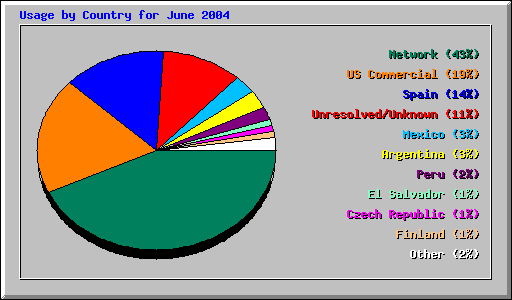 Usage by Country for June 2004
Network (43%)
US Commercial (19%)
Spain (14%)
Unresolved/Unknown (11%)
Mexico (3%)
Argentina (3%)
Peru (2%)
El Salvador (1%)
Czech Republic (1%)
Finland (1%)
Other (2%)